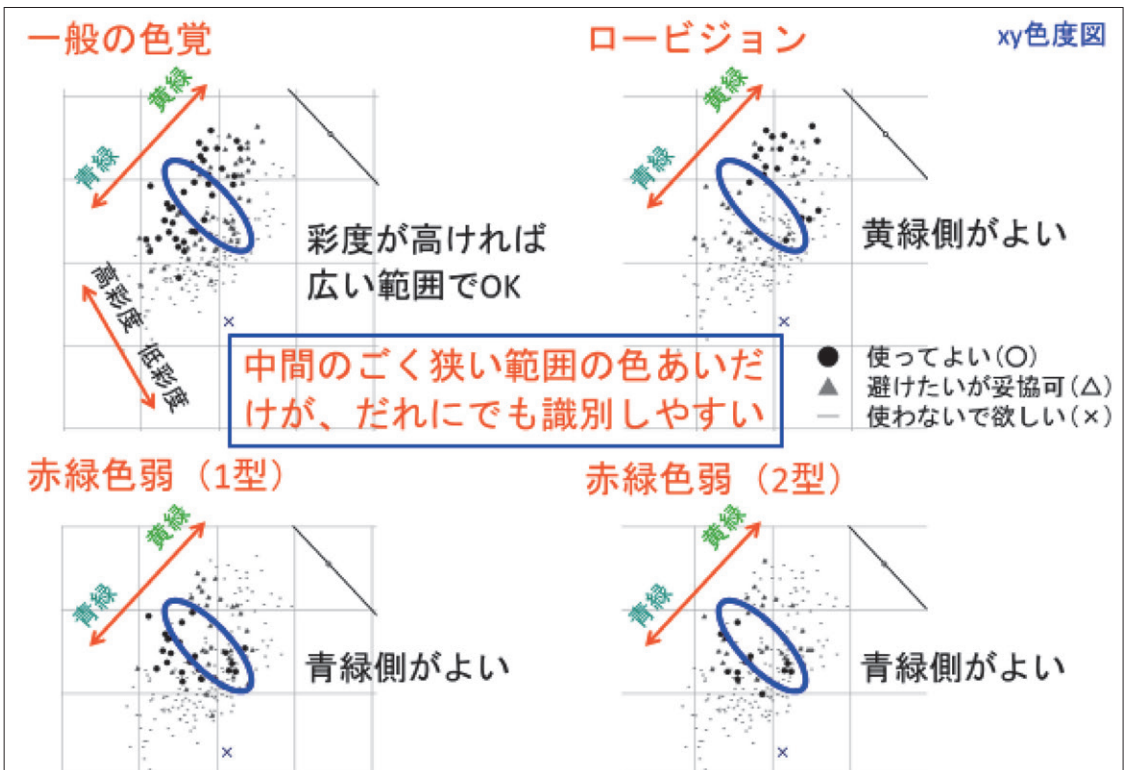 一般の色覚
ロービジョン
xy色度図
黄緑
青緑
黄緑
青緑
彩度が高ければ
広い範囲でOK
黄緑側がよい
高彩度 低彩度
中間のごく狭い範囲の色あいだ
けが、だれにでも識別しやすい
● 使ってよい(○)
▲ 避けたいが妥協可(△)
― 使わないで欲しい(×)
赤緑色弱（1型）
赤緑色弱（2型）
黄緑
青緑
黄緑
青緑
青緑側がよい
青緑側がよい